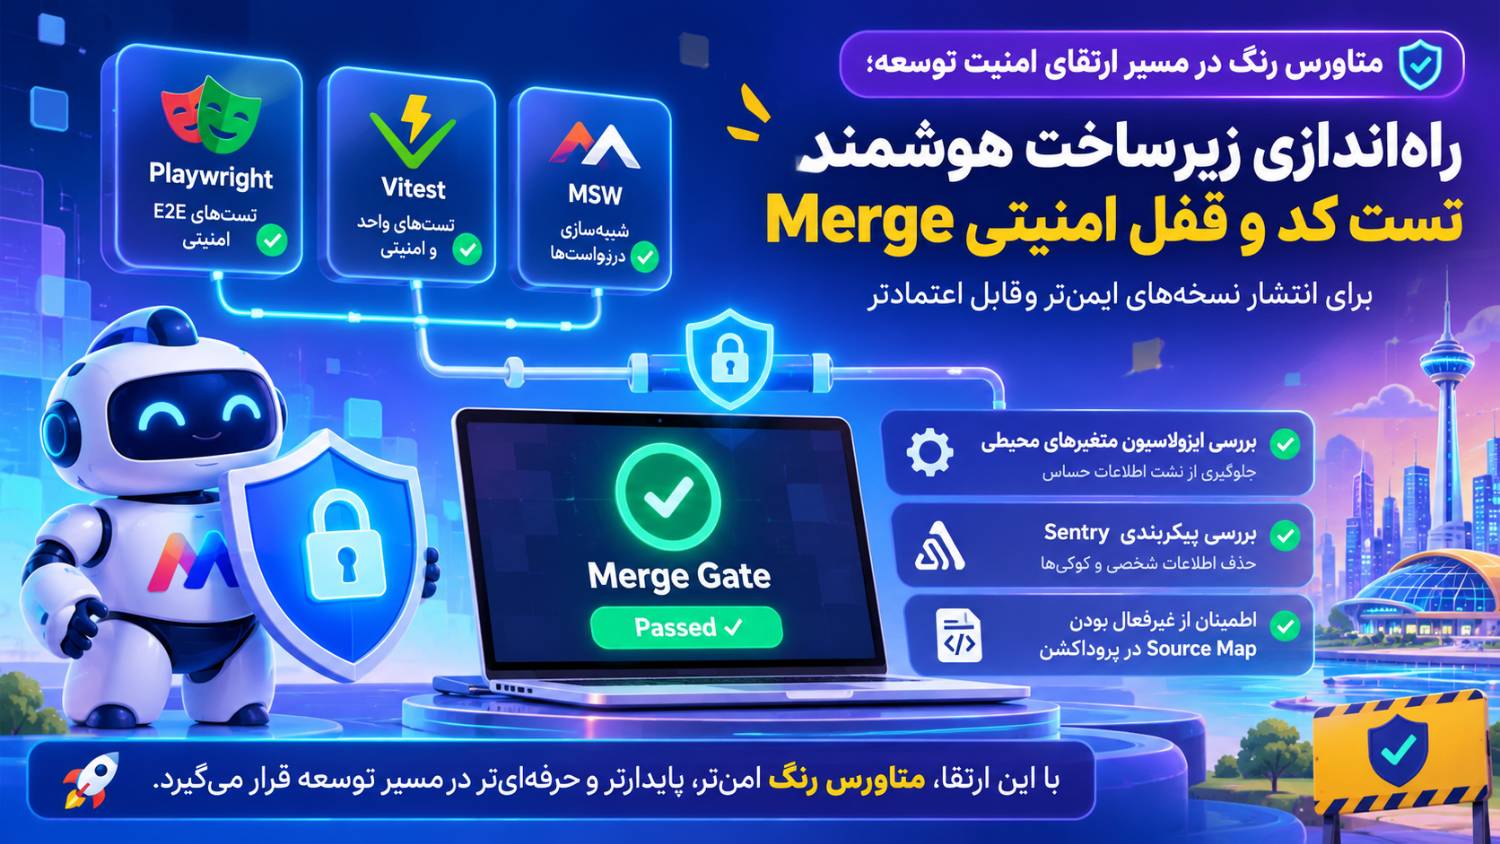 متاورس رنگ در مسیر ارتقای امنیت توسعه؛
راه‌اندازی زیرساخت هوشمند
تست کد و قفل امنیتی Merge
برای انتشار نسخه‌های ایمن‌تر و قابل اعتمادتر
Playwright
تست‌های E2E
امنیتی
Vitest
تست‌های واحد
و امنیتی
MSW
شبیه‌سازی
درخواست‌ها
Merge Gate
Passed ✓
بررسی ایزولاسیون متغیرهای محیطی
جلوگیری از نشت اطلاعات حساس
بررسی پیکربندی Sentry
حذف اطلاعات شخصی و کوکی‌ها
اطمینان از غیرفعال بودن
Source Map در پروداکشن
با این ارتقا، متاورس رنگ امن‌تر، پایدارتر و حرفه‌ای‌تر در مسیر توسعه قرار می‌گیرد.